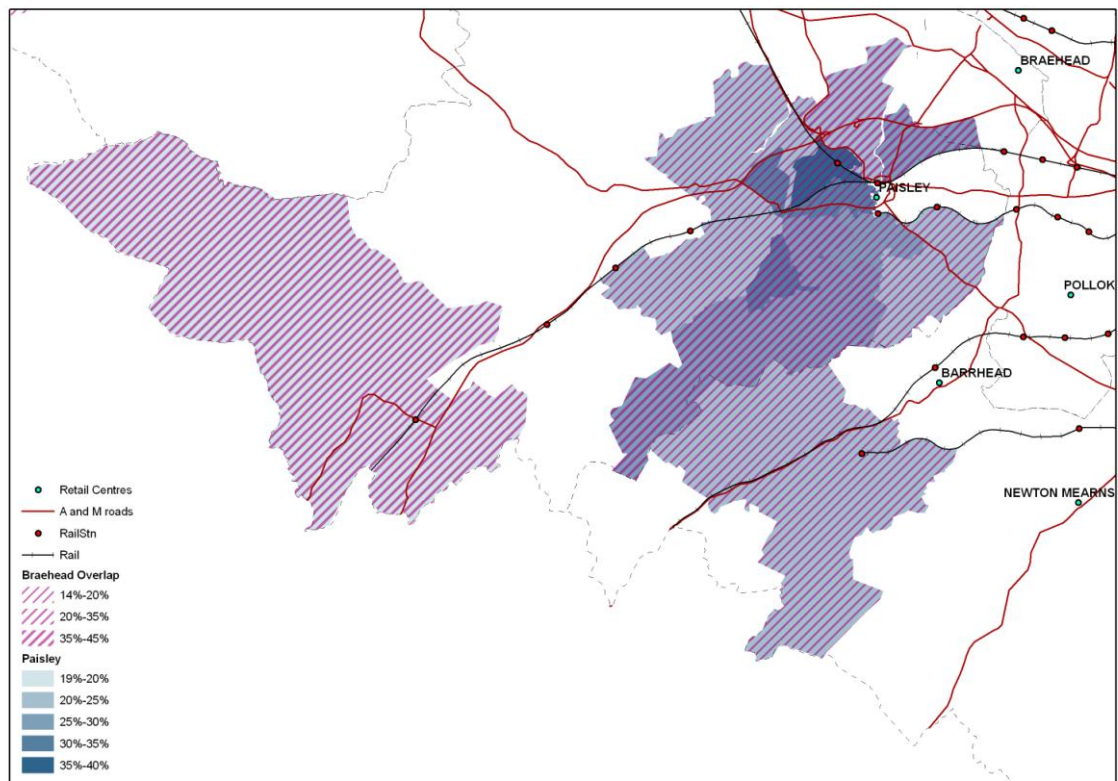 BRAEHEAD
PAISLEY
POLLOK
BARRHEAD
NEWTON MEARNS
Retail Centres
A and M roads
RailStn
Rail
Braehead Overlap
14%-20%
20%-35%
35%-45%
Paisley
19%-20%
20%-25%
25%-30%
30%-35%
35%-40%